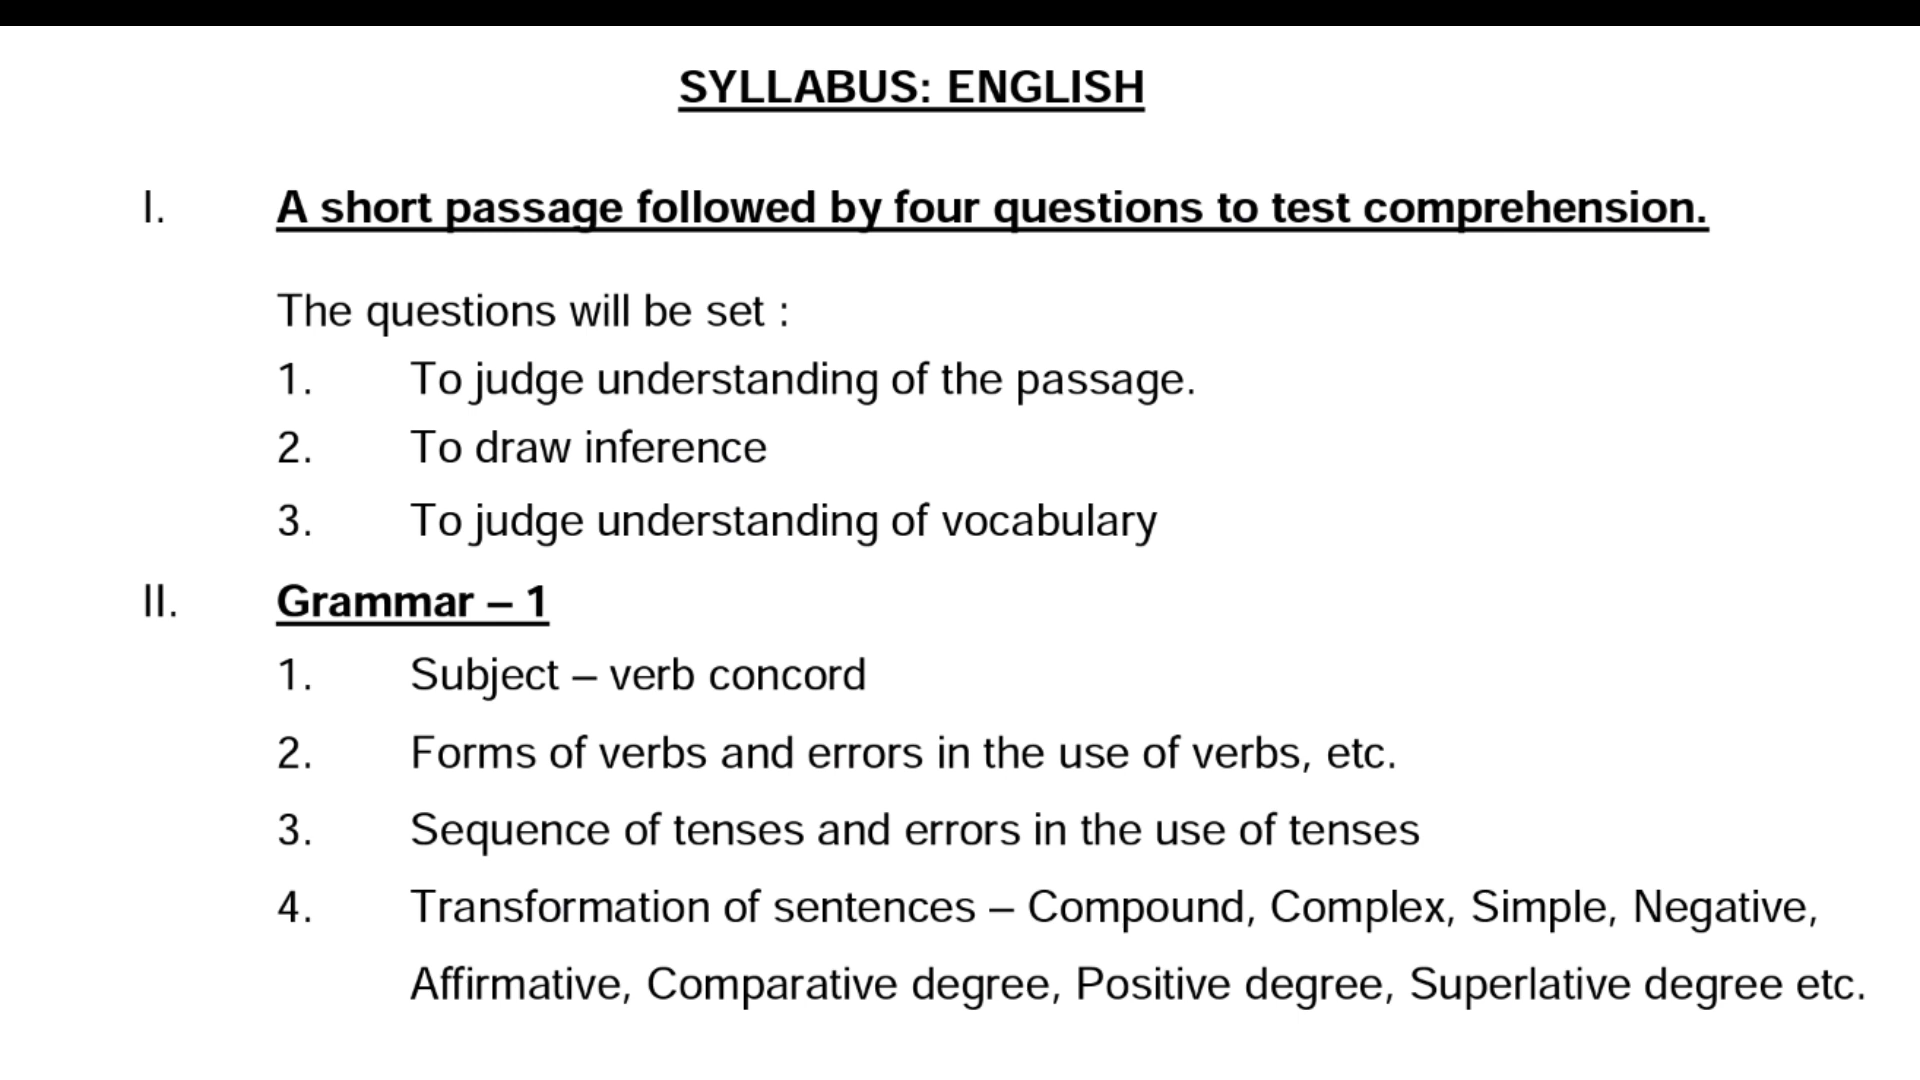 SYLLABUS: ENGLISH
I. A short passage followed by four questions to test comprehension.
The questions will be set :
1. To judge understanding of the passage.
2. To draw inference
3. To judge understanding of vocabulary
II. Grammar – 1
1. Subject – verb concord
2. Forms of verbs and errors in the use of verbs, etc.
3. Sequence of tenses and errors in the use of tenses
4. Transformation of sentences – Compound, Complex, Simple, Negative,
Affirmative, Comparative degree, Positive degree, Superlative degree etc.